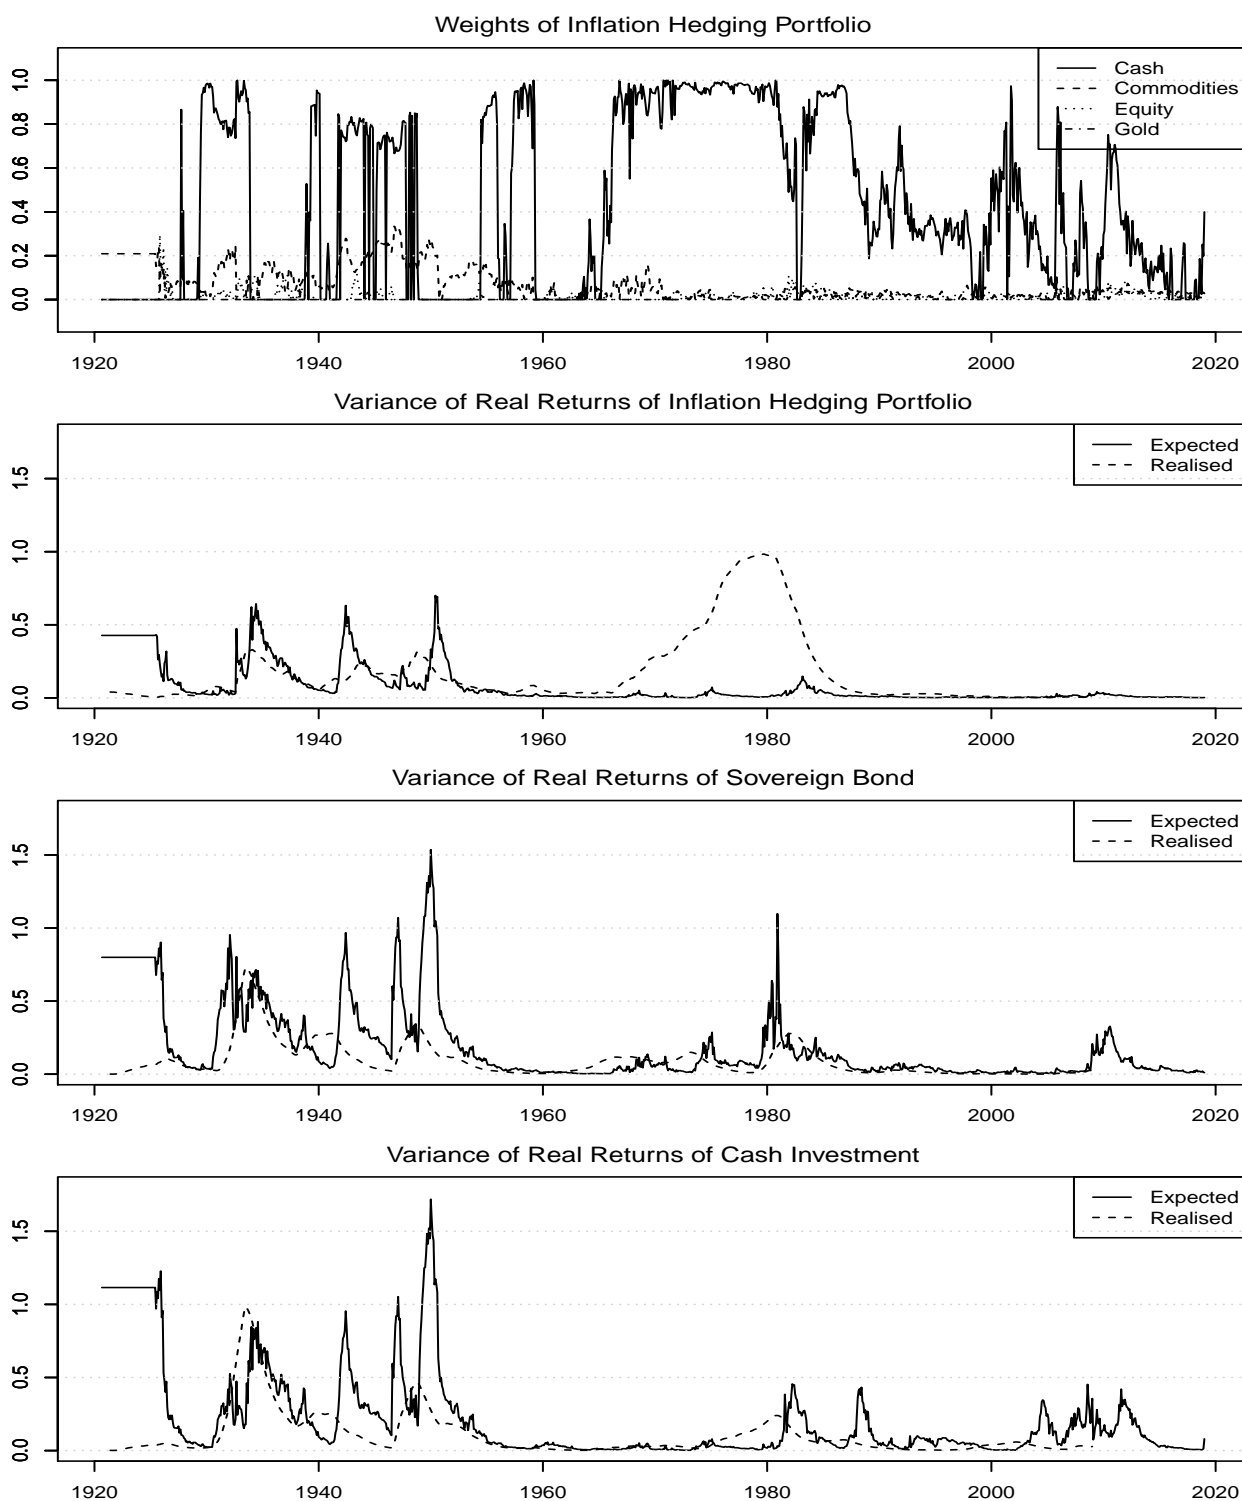 Weights of Inflation Hedging Portfolio
1.0
0.8
0.6
0.4
0.2
0.0
Cash
Commodities
Equity
Gold
1920 1940 1960 1980 2000 2020
Variance of Real Returns of Inflation Hedging Portfolio
1.5
1.0
0.5
0.0
Expected
Realised
1920 1940 1960 1980 2000 2020
Variance of Real Returns of Sovereign Bond
1.5
1.0
0.5
0.0
Expected
Realised
1920 1940 1960 1980 2000 2020
Variance of Real Returns of Cash Investment
1.5
1.0
0.5
0.0
Expected
Realised
1920 1940 1960 1980 2000 2020